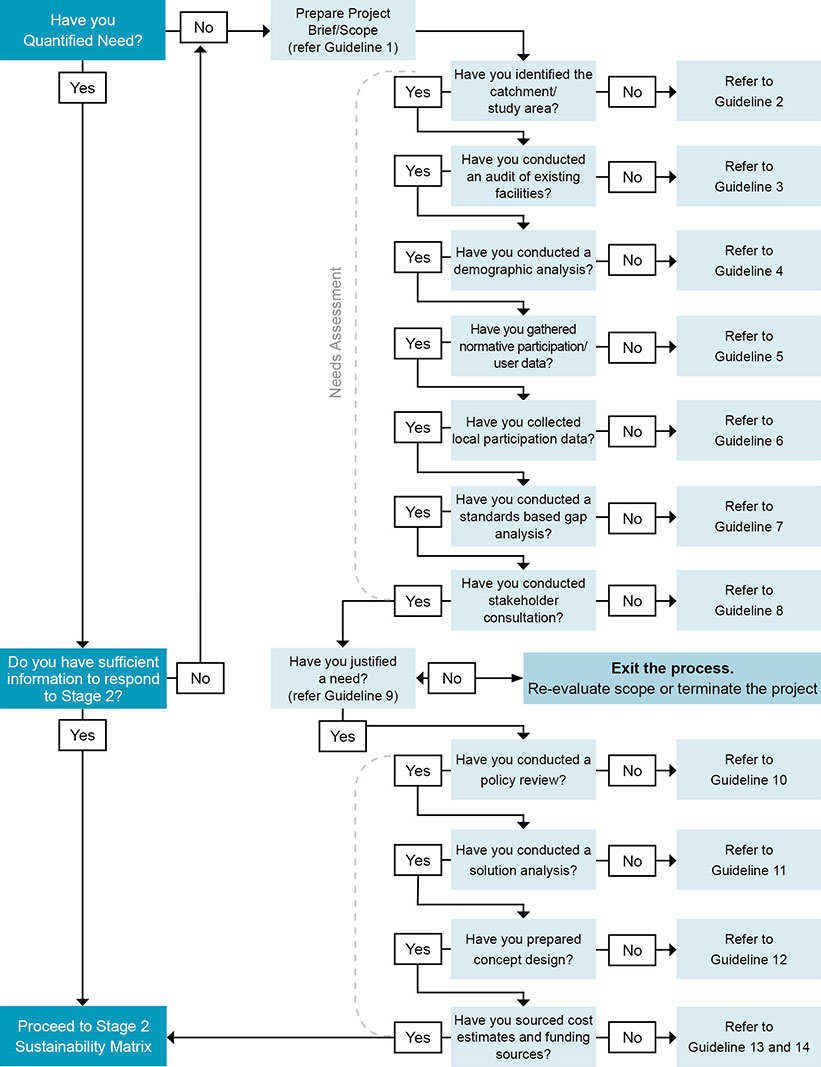 Have you
Quantified Need?
No
Prepare Project
Brief/Scope
(refer Guideline 1)
Yes
Have you identified the
catchment/
study area?
Yes
No
Refer to
Guideline 2
Have you conducted
an audit of existing
facilities?
Yes
No
Refer to
Guideline 3
Have you conducted a
demographic analysis?
Yes
No
Refer to
Guideline 4
Needs Assessment
Have you gathered
normative participation/
user data?
Yes
No
Refer to
Guideline 5
Have you collected
local participation data?
Yes
No
Refer to
Guideline 6
Have you conducted a
standards based gap
analysis?
Yes
No
Refer to
Guideline 7
Have you conducted
stakeholder
consultation?
Yes
No
Refer to
Guideline 8
Do you have sufficient
information to respond
to Stage 2?
No
Have you justified
a need?
(refer Guideline 9)
No
Exit the process.
Re-evaluate scope or terminate the project
Yes
Yes
Have you conducted a
policy review?
Yes
No
Refer to
Guideline 10
Have you conducted a
solution analysis?
Yes
No
Refer to
Guideline 11
Have you prepared
concept design?
Yes
No
Refer to
Guideline 12
Proceed to Stage 2
Sustainability Matrix
Yes
Have you sourced cost
estimates and funding
sources?
No
Refer to
Guideline 13 and 14